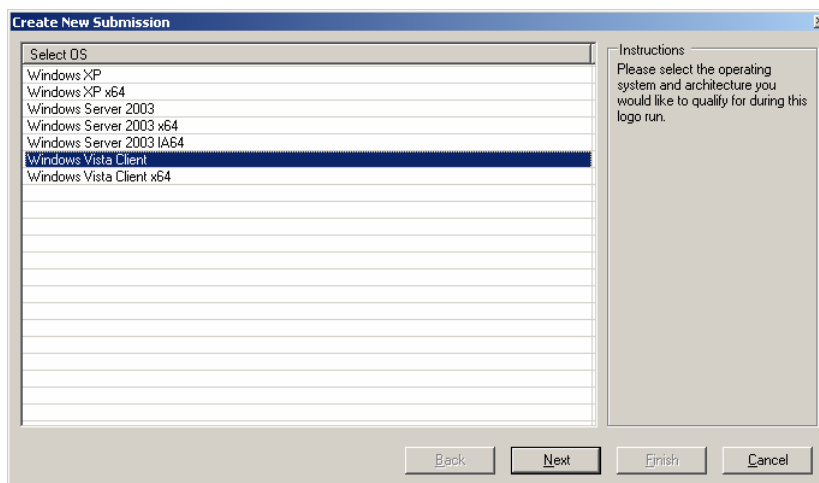 Create New Submission
Select OS
Windows XP
Windows XP x64
Windows Server 2003
Windows Server 2003 x64
Windows Server 2003 IA64
Windows Vista Client
Windows Vista Client x64
Instructions
Please select the operating
system and architecture you
would like to qualify for during this
logo run.
Back
Next
Finish
Cancel